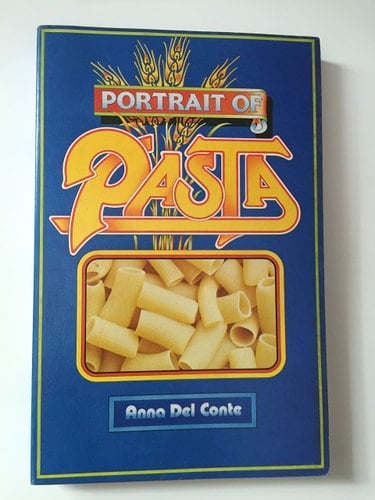 PORTRAIT OF
PASTA
Anna Del Conte